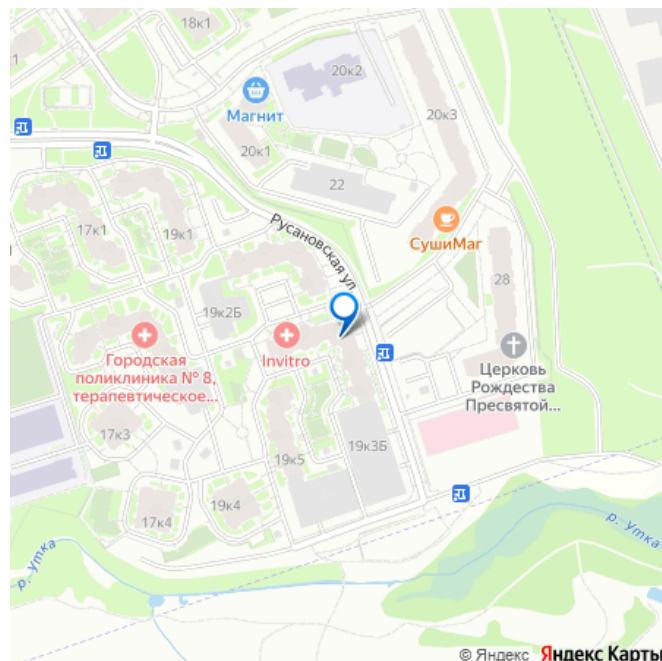 18к1
20к2
Магнит
20к3
20к1
22
17к1
19к1
Русановская ул
СушиМаг
28
19к2Б
Invitro
Городская
поликлиника № 8,
терапевтическое...
Церковь
Рождества
Пресвятой...
17к3
19к5
19к3Б
19к4
17к4
р. Утка
р. Утка
© Яндекс Яндекс Карты